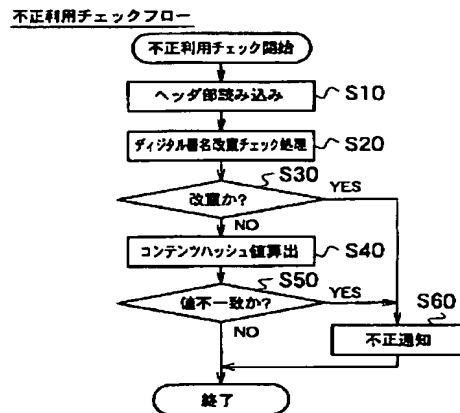 不正利用チェックフロー
不正利用チェック開始
ヘッダ部読み込み
S10
ディジタル署名改竄チェック処理
S20
S30
改竄か?
YES
NO
コンテンツハッシュ値算出
S40
S50
値不一致か?
YES
NO
S60
不正通知
終了